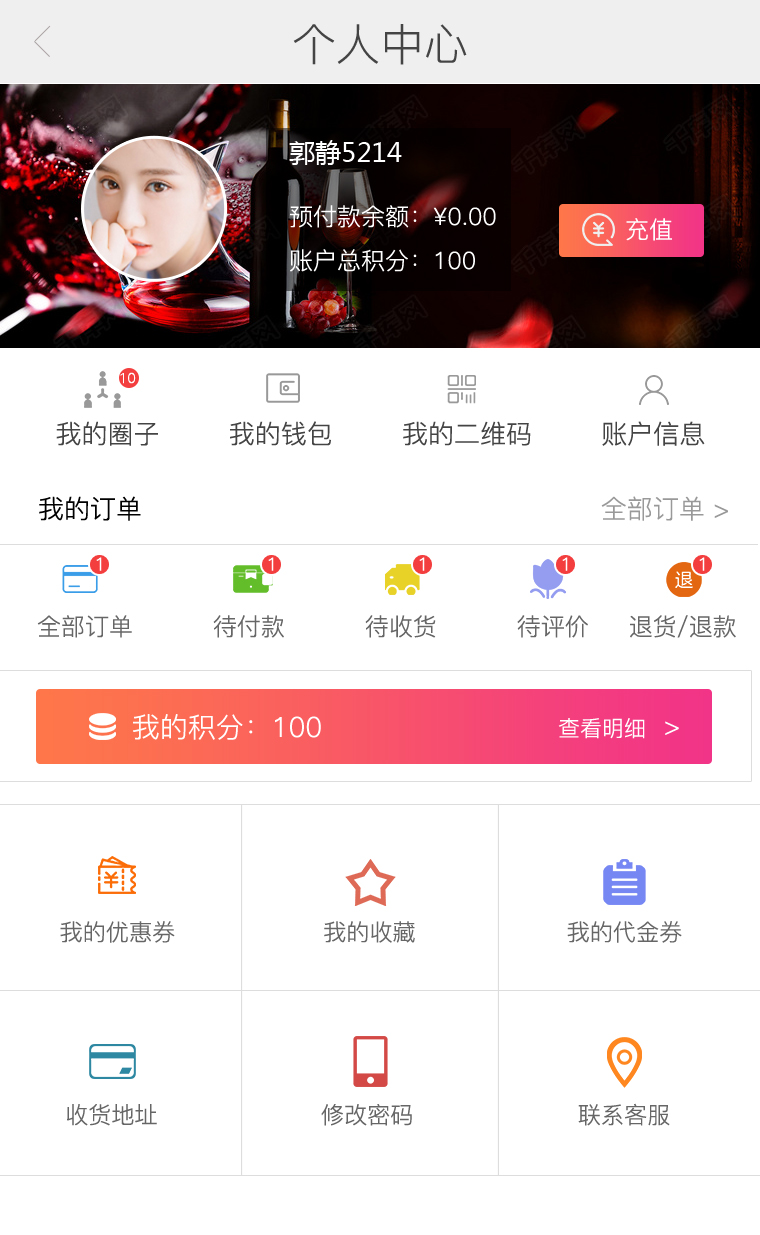 个人中心
郭静5214
预付款余额：¥0.00
账户总积分：100
充值
10
我的圈子 我的钱包 我的二维码 账户信息
我的订单 全部订单 >
1 1 1 1 退 1
全部订单 待付款 待收货 待评价 退货/退款
我的积分：100 查看明细 >
我的优惠券 我的收藏 我的代金券
收货地址 修改密码 联系客服
千库网